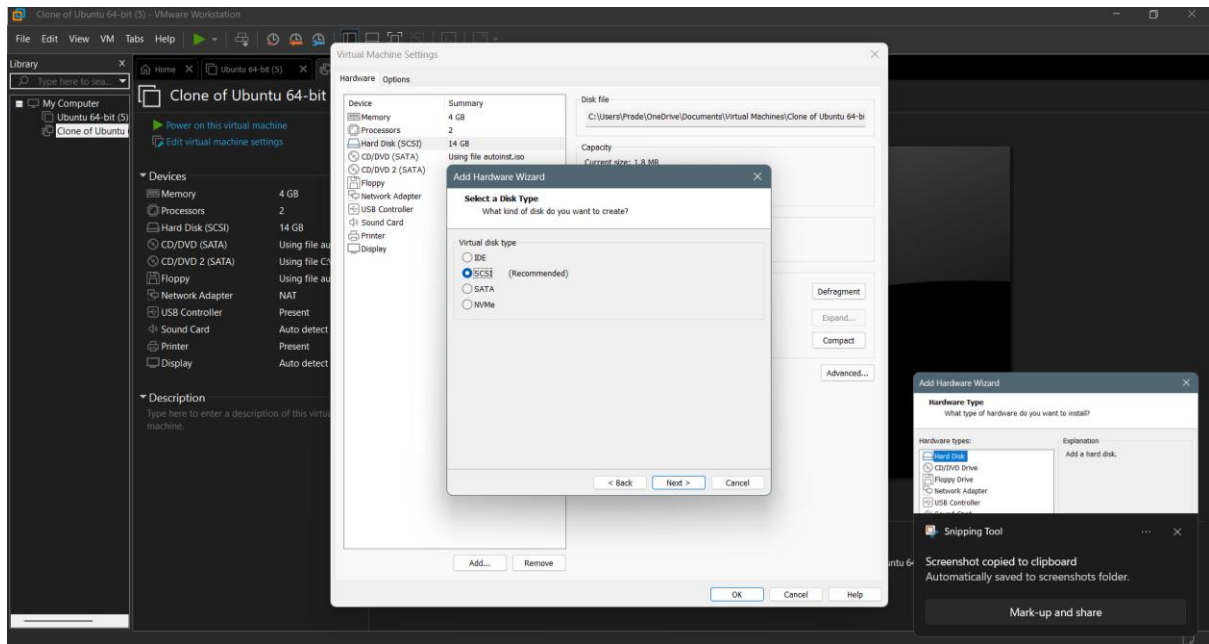 Clone of Ubuntu 64-bit (5) - VMware Workstation
File Edit View VM Tabs Help
Library X
Type here to sea...
My Computer
Ubuntu 64-bit (5)
Clone of Ubuntu
Home X Ubuntu 64-bit (5) X
Clone of Ubuntu 64-bit
Power on this virtual machine
Edit virtual machine settings
Devices
Memory 4 GB
Processors 2
Hard Disk (SCSI) 14 GB
CD/DVD (SATA) Using file au
CD/DVD 2 (SATA) Using file C:\
Floppy Using file au
Network Adapter NAT
USB Controller Present
Sound Card Auto detect
Printer Present
Display Auto detect
Description
Type here to enter a description of this virtual
machine.
Virtual Machine Settings
Hardware Options
Device Summary
Memory 4 GB
Processors 2
Hard Disk (SCSI) 14 GB
CD/DVD (SATA) Using file autoinst.iso
CD/DVD 2 (SATA)
Floppy
Network Adapter
USB Controller
Sound Card
Printer
Display
Add... Remove
Disk file
C:\Users\Prade\OneDrive\Documents\Virtual Machines\Clone of Ubuntu 64-bi
Capacity
Current size: 1.8 MB
Defragment
Expand...
Compact
Advanced...
OK Cancel Help
Add Hardware Wizard
Select a Disk Type
What kind of disk do you want to create?
Virtual disk type
IDE
SCSI (Recommended)
SATA
NVMe
< Back Next > Cancel
Add Hardware Wizard
Hardware Type
What type of hardware do you want to install?
Hardware types: Explanation
Hard Disk Add a hard disk.
CD/DVD Drive
Floppy Drive
Network Adapter
USB Controller
untu 64
Snipping Tool
Screenshot copied to clipboard
Automatically saved to screenshots folder.
Mark-up and share